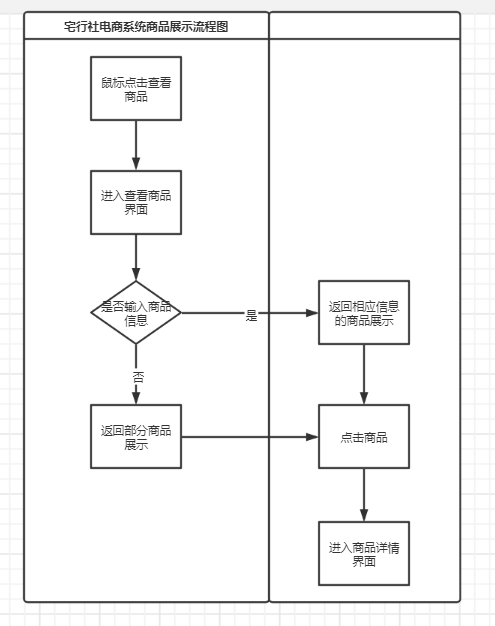 宅行社电商系统商品展示流程图
鼠标点击查看
商品
进入查看商品
界面
是否输入商品
信息
是
返回相应信息
的商品展示
否
返回部分商品
展示
点击商品
进入商品详情
界面